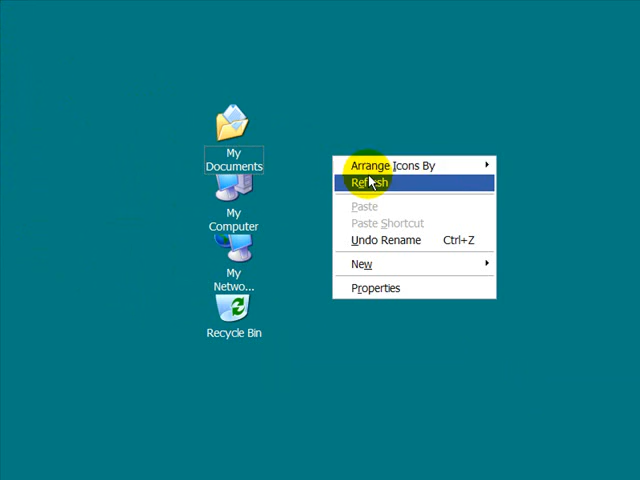 My
Documents
My
Computer
My
Netwo...
Recycle Bin
Arrange Icons By
Refresh
Paste
Paste Shortcut
Undo Rename Ctrl+Z
New
Properties